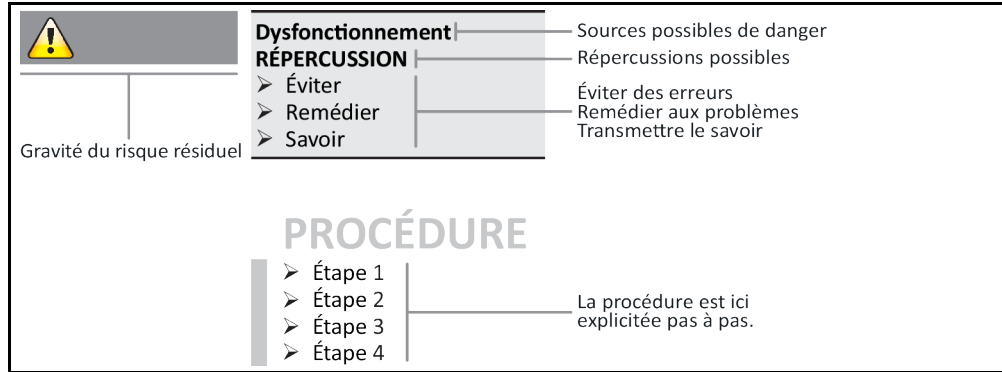 Dysfonctionnement
Sources possibles de danger
RÉPERCUSSION
Répercussions possibles
➢ Éviter
➢ Remédier
➢ Savoir
Éviter des erreurs
Remédier aux problèmes
Transmettre le savoir
Gravité du risque résiduel
PROCÉDURE
➢ Étape 1
➢ Étape 2
➢ Étape 3
➢ Étape 4
La procédure est ici
explicitée pas à pas.